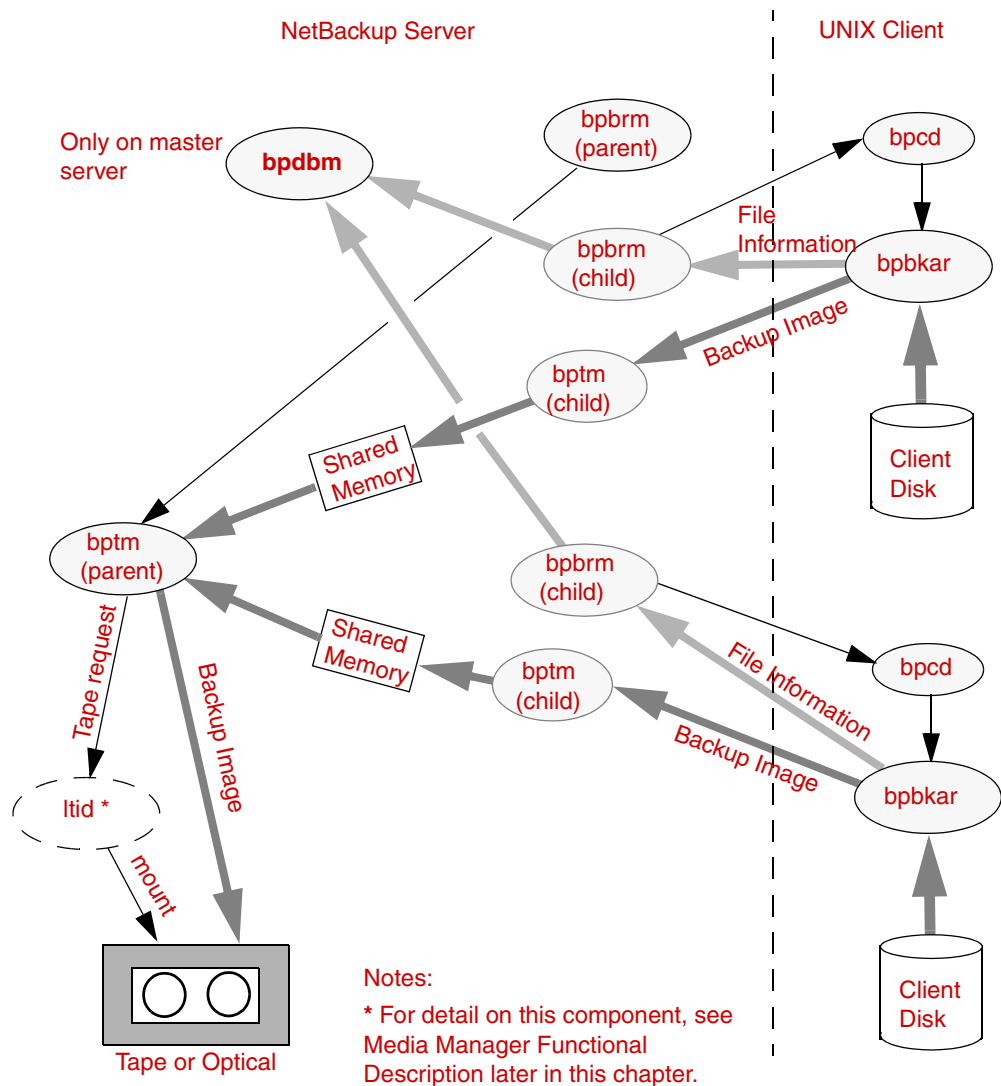 NetBackup Server
UNIX Client
Only on master
server
bpdbm
bpbrm
(parent)
bpcd
File
Information
bpbrm
(child)
bpbkar
Backup Image
bptm
(child)
Shared
Memory
Client
Disk
bptm
(parent)
bpbrm
(child)
Shared
Memory
bptm
(child)
File Information
bpcd
Tape request
Backup Image
Backup Image
ltid *
bpbkar
mount
Tape or Optical
Client
Disk
Notes:
* For detail on this component, see
Media Manager Functional
Description later in this chapter.